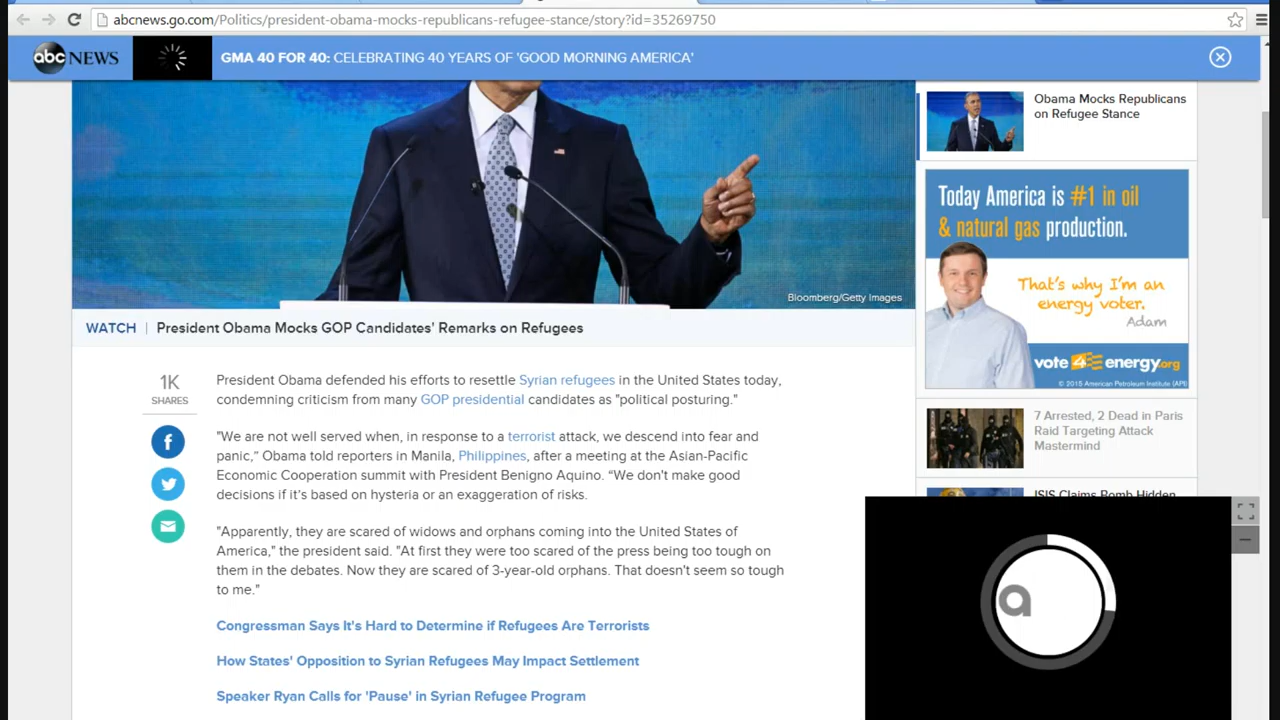 abcnews.go.com/Politics/president-obama-mocks-republicans-refugee-stance/story?id=35269750
abc NEWS
GMA 40 FOR 40: CELEBRATING 40 YEARS OF 'GOOD MORNING AMERICA'
Bloomberg/Getty Images
WATCH | President Obama Mocks GOP Candidates' Remarks on Refugees
1K
SHARES
President Obama defended his efforts to resettle Syrian refugees in the United States today,
condemning criticism from many GOP presidential candidates as "political posturing."
"We are not well served when, in response to a terrorist attack, we descend into fear and
panic,” Obama told reporters in Manila, Philippines, after a meeting at the Asian-Pacific
Economic Cooperation summit with President Benigno Aquino. “We don't make good
decisions if it’s based on hysteria or an exaggeration of risks.
"Apparently, they are scared of widows and orphans coming into the United States of
America," the president said. "At first they were too scared of the press being too tough on
them in the debates. Now they are scared of 3-year-old orphans. That doesn't seem so tough
to me."
Congressman Says It's Hard to Determine if Refugees Are Terrorists
How States' Opposition to Syrian Refugees May Impact Settlement
Speaker Ryan Calls for 'Pause' in Syrian Refugee Program
Obama Mocks Republicans
on Refugee Stance
Today America is #1 in oil
& natural gas production.
That's why I'm an
energy voter.
Adam
vote 4 energy.org
© 2015 American Petroleum Institute (API)
7 Arrested, 2 Dead in Paris
Raid Targeting Attack
Mastermind
ISIS Claims Bomb Hidden
a